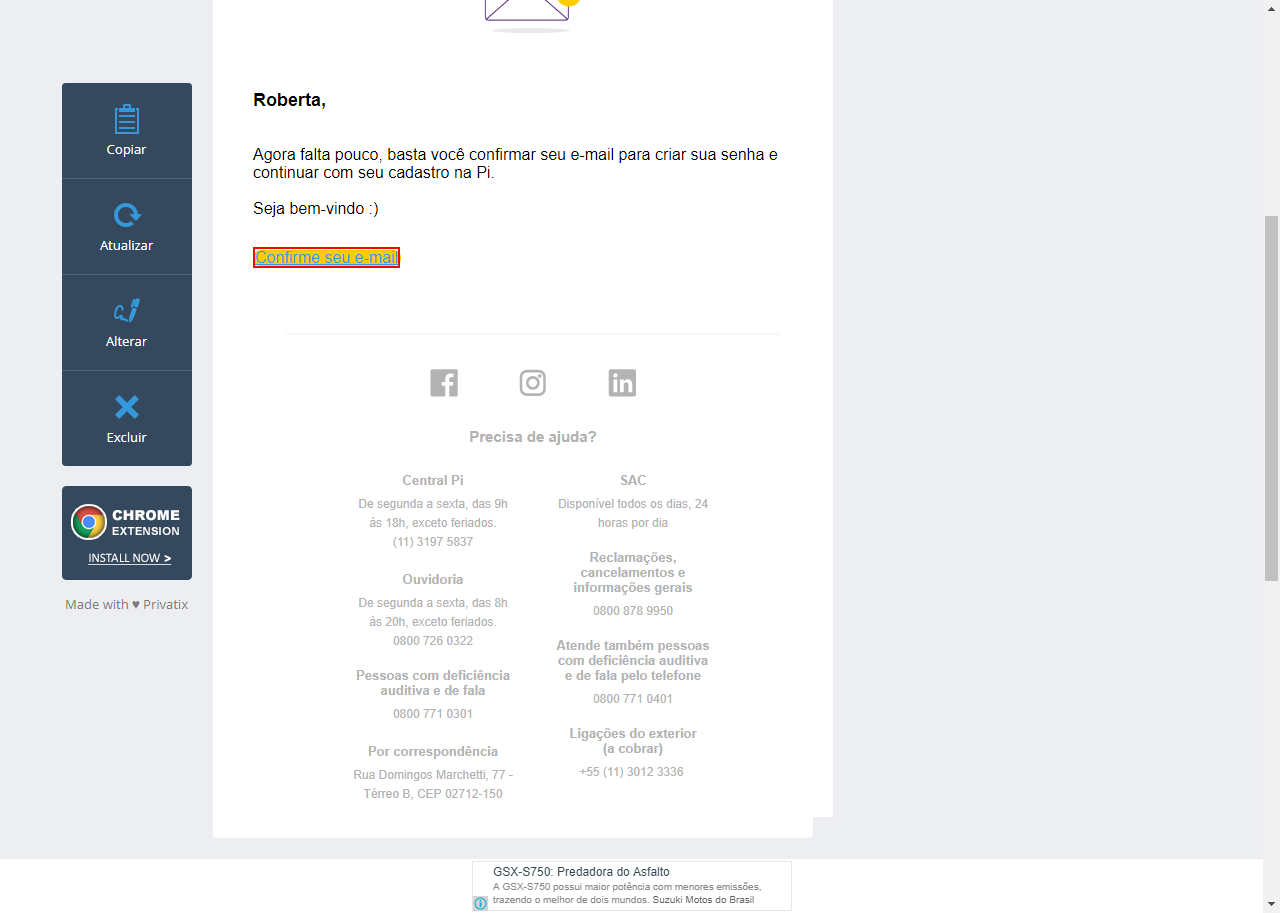 Copiar
Atualizar
Alterar
Excluir
CHROME
EXTENSION
INSTALL NOW >
Made with ♥ Privatix
Roberta,
Agora falta pouco, basta você confirmar seu e-mail para criar sua senha e
continuar com seu cadastro na Pi.
Seja bem-vindo :)
Confirme seu e-mail
Precisa de ajuda?
Central Pi
De segunda a sexta, das 9h
às 18h, exceto feriados.
(11) 3197 5837
Ouvidoria
De segunda a sexta, das 8h
às 20h, exceto feriados.
0800 726 0322
Pessoas com deficiência
auditiva e de fala
0800 771 0301
Por correspondência
Rua Domingos Marchetti, 77 -
Térreo B, CEP 02712-150
SAC
Disponível todos os dias, 24
horas por dia
Reclamações,
cancelamentos e
informações gerais
0800 878 9950
Atende também pessoas
com deficiência auditiva
e de fala pelo telefone
0800 771 0401
Ligações do exterior
(a cobrar)
+55 (11) 3012 3336
GSX-S750: Predadora do Asfalto
A GSX-S750 possui maior potência com menores emissões,
trazendo o melhor de dois mundos. Suzuki Motos do Brasil